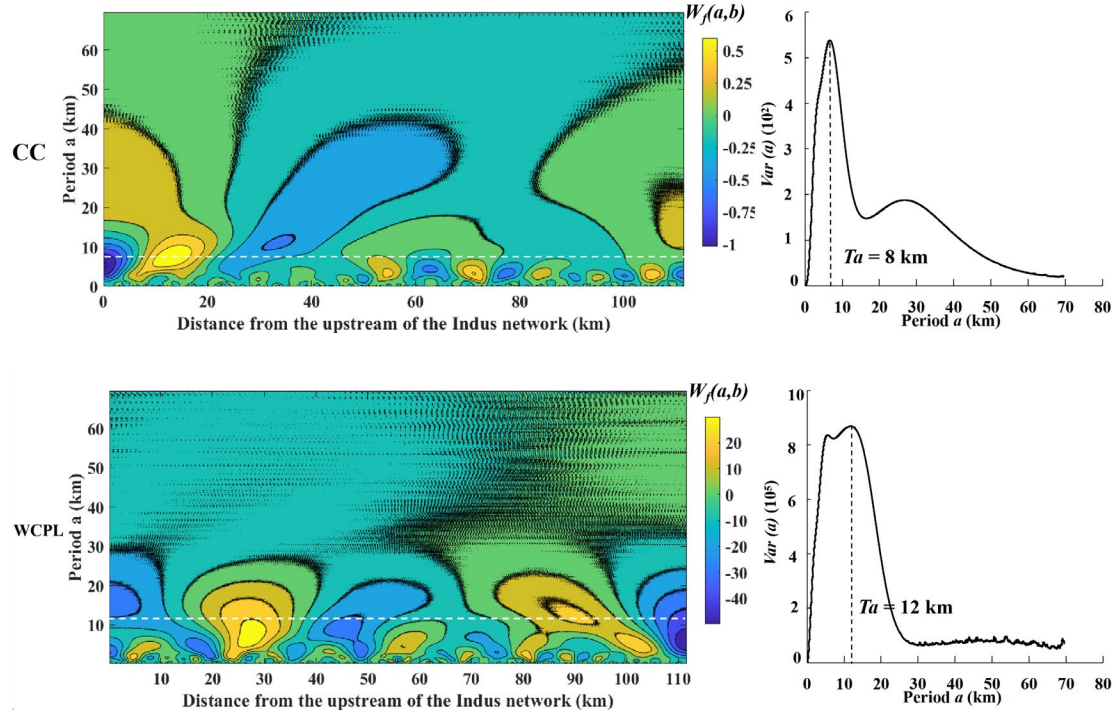 W_f(a,b)
CC
Period a (km)
60
50
40
30
20
10
0
20
40
60
80
100
Distance from the upstream of the Indus network (km)
0.5
0.25
0
-0.25
-0.5
-0.75
-1
Var (a) (10²)
6
5
4
3
2
1
0
Ta = 8 km
0 10 20 30 40 50 60 70 80
Period a (km)
W_f(a,b)
WCPL
Period a (km)
60
50
40
30
20
10
10 20 30 40 50 60 70 80 90 100 110
Distance from the upstream of the Indus network (km)
20
10
0
-10
-20
-30
-40
Var (a) (10⁵)
10
8
6
4
8
0
Ta = 12 km
0 10 20 30 40 50 60 70 80
Period a (km)